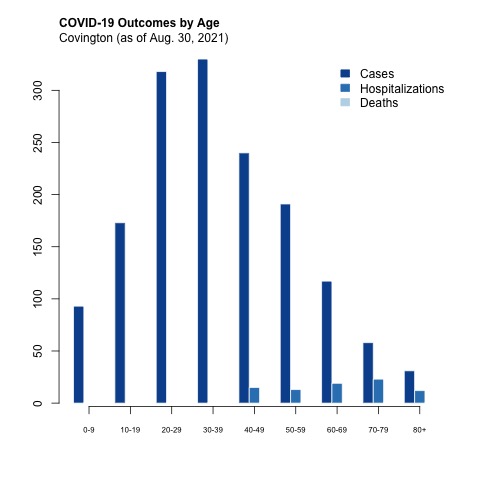 COVID-19 Outcomes by Age
Covington (as of Aug. 30, 2021)
Cases
Hospitalizations
Deaths
300
250
200
150
100
50
0
0-9 10-19 20-29 30-39 40-49 50-59 60-69 70-79 80+